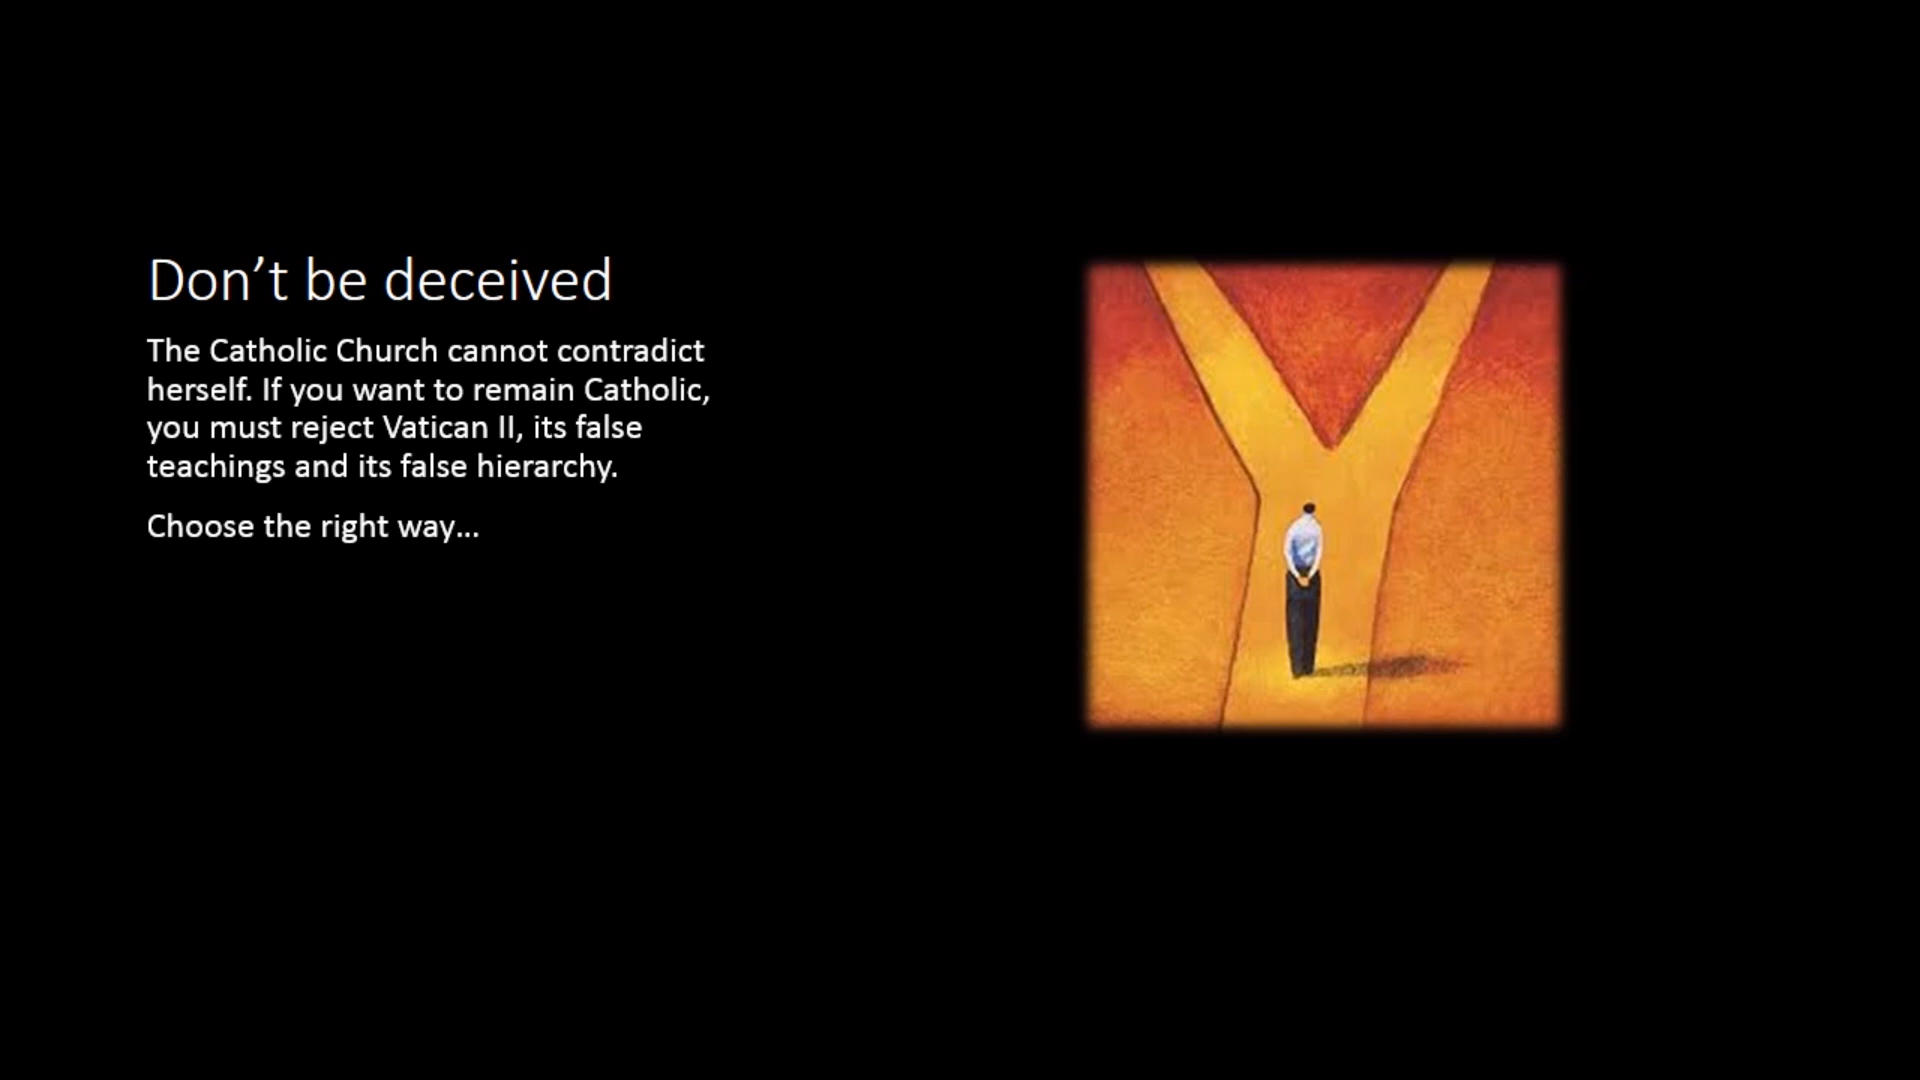 Don’t be deceived
The Catholic Church cannot contradict
herself. If you want to remain Catholic,
you must reject Vatican II, its false
teachings and its false hierarchy.
Choose the right way...